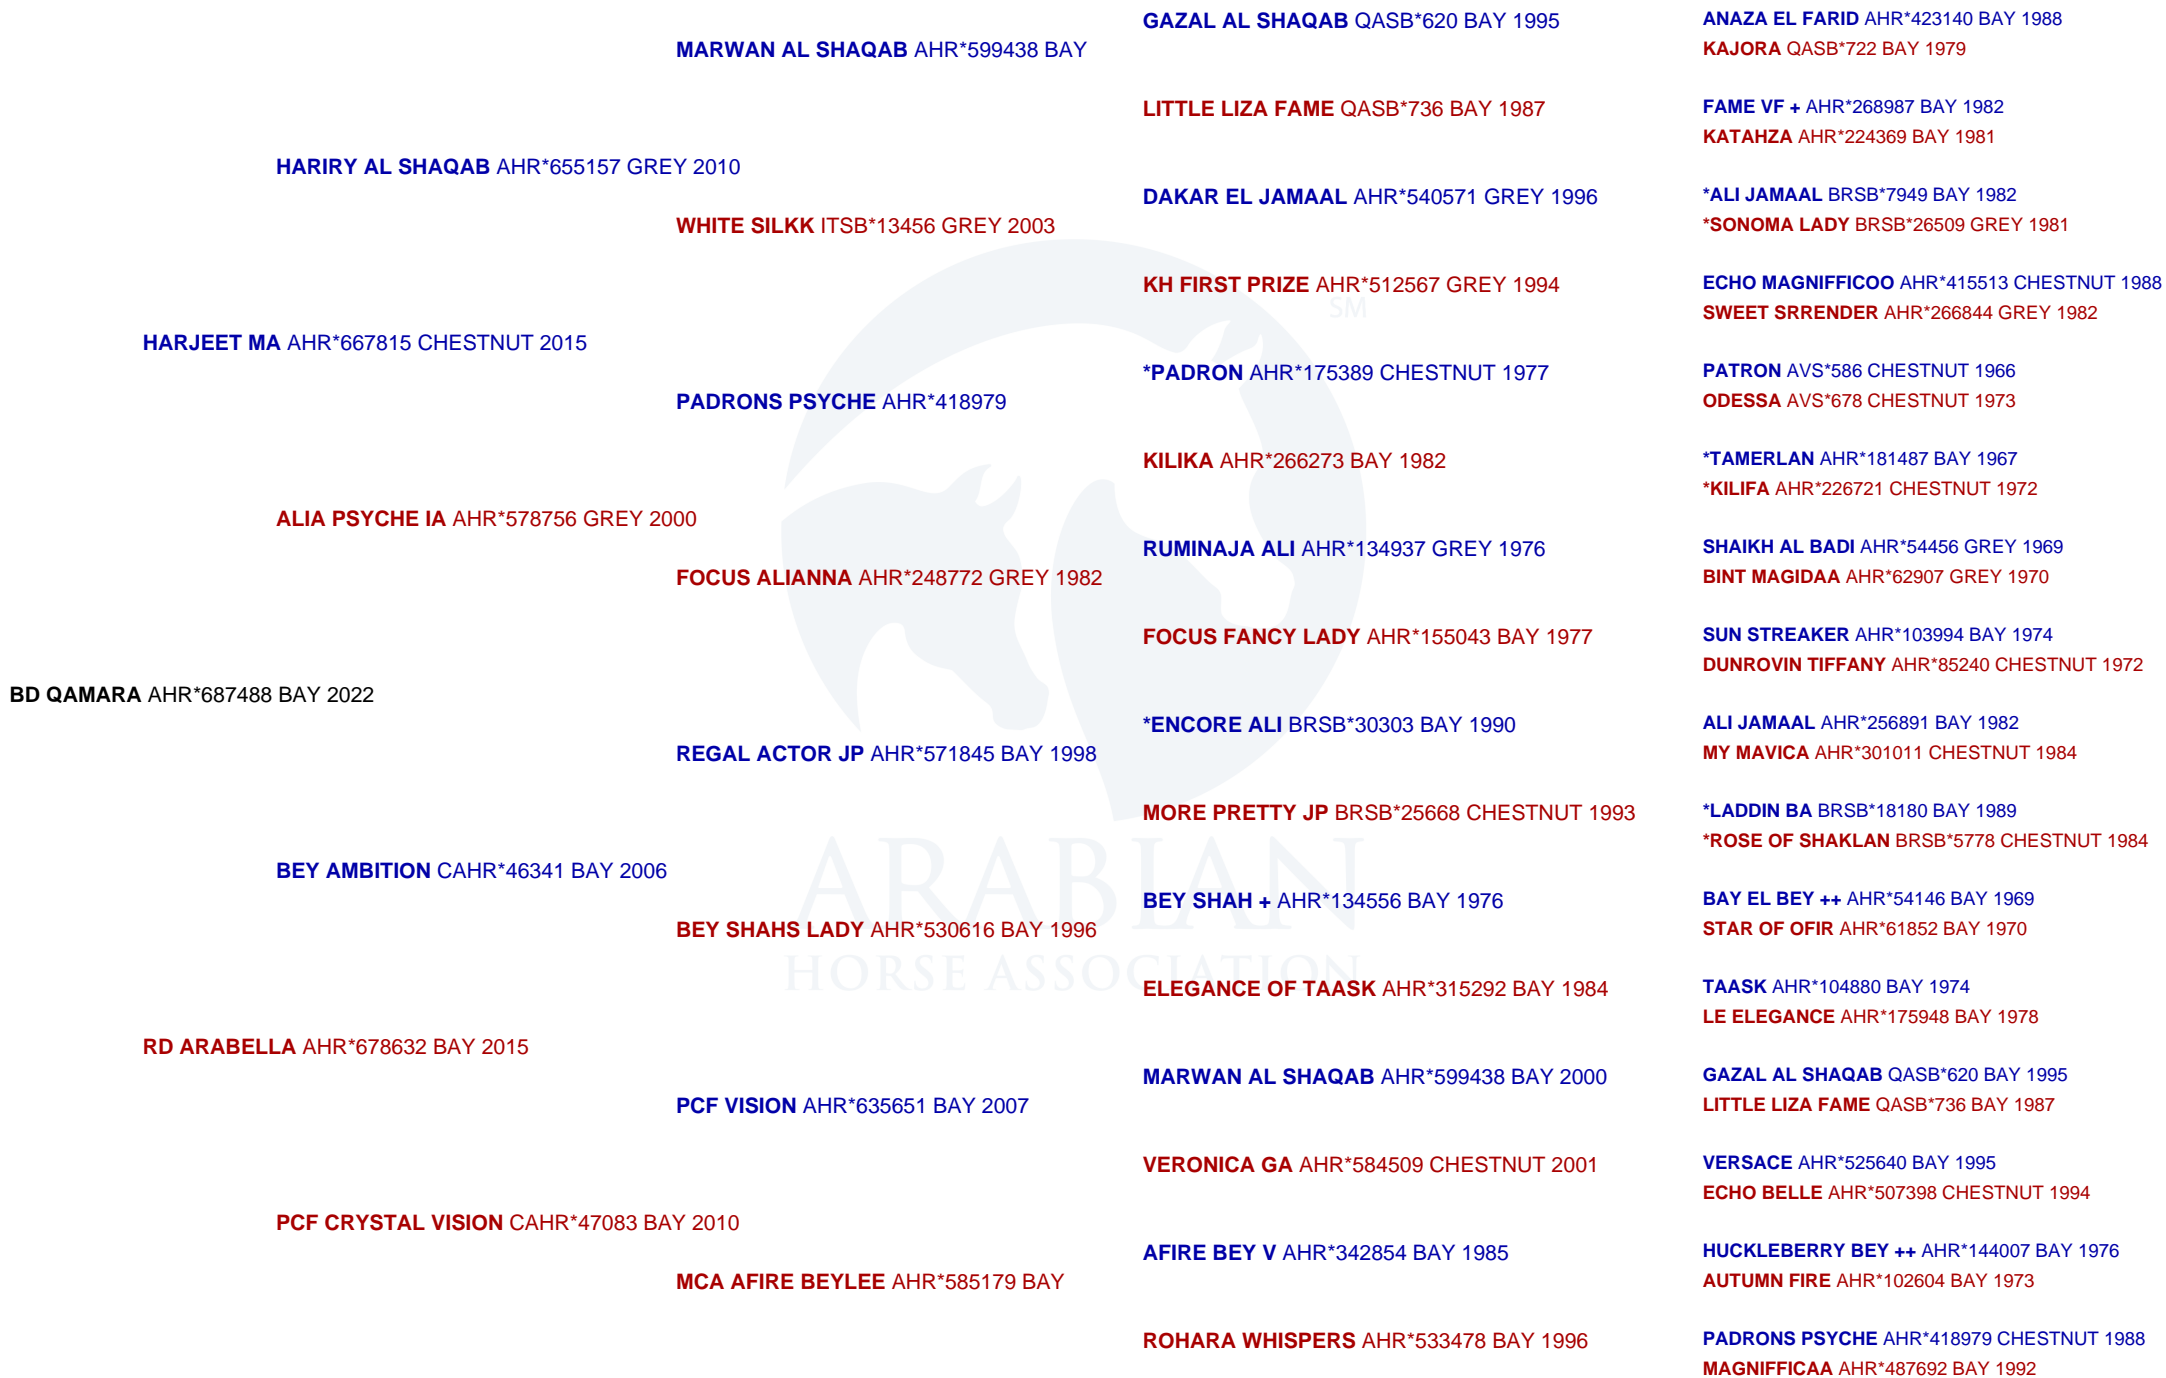 GAZAL AL SHAQAB QASB*620 BAY 1995
ANAZA EL FARID AHR*423140 BAY 1988
MARWAN AL SHAQAB AHR*599438 BAY
KAJORA QASB*722 BAY 1979
LITTLE LIZA FAME QASB*736 BAY 1987
FAME VF + AHR*268987 BAY 1982
KATAHZA AHR*224369 BAY 1981
HARIRY AL SHAQAB AHR*655157 GREY 2010
DAKAR EL JAMAAL AHR*540571 GREY 1996
*ALI JAMAAL BRSB*7949 BAY 1982
WHITE SILKK ITSB*13456 GREY 2003
*SONOMA LADY BRSB*26509 GREY 1981
KH FIRST PRIZE AHR*512567 GREY 1994
ECHO MAGNIFFICOO AHR*415513 CHESTNUT 1988
SM
SWEET SRRENDER AHR*266844 GREY 1982
HARJEET MA AHR*667815 CHESTNUT 2015
*PADRON AHR*175389 CHESTNUT 1977
PATRON AVS*586 CHESTNUT 1966
PADRONS PSYCHE AHR*418979
ODESSA AVS*678 CHESTNUT 1973
KILIKA AHR*266273 BAY 1982
*TAMERLAN AHR*181487 BAY 1967
*KILIFA AHR*226721 CHESTNUT 1972
ALIA PSYCHE IA AHR*578756 GREY 2000
RUMINAJA ALI AHR*134937 GREY 1976
SHAIKH AL BADI AHR*54456 GREY 1969
FOCUS ALIANNA AHR*248772 GREY 1982
BINT MAGIDAA AHR*62907 GREY 1970
FOCUS FANCY LADY AHR*155043 BAY 1977
SUN STREAKER AHR*103994 BAY 1974
DUNROVIN TIFFANY AHR*85240 CHESTNUT 1972
BD QAMARA AHR*687488 BAY 2022
*ENCORE ALI BRSB*30303 BAY 1990
ALI JAMAAL AHR*256891 BAY 1982
REGAL ACTOR JP AHR*571845 BAY 1998
MY MAVICA AHR*301011 CHESTNUT 1984
MORE PRETTY JP BRSB*25668 CHESTNUT 1993
*LADDIN BA BRSB*18180 BAY 1989
*ROSE OF SHAKLAN BRSB*5778 CHESTNUT 1984
BEY AMBITION CAHR*46341 BAY 2006
ARABIAN
BEY SHAH + AHR*134556 BAY 1976
BAY EL BEY ++ AHR*54146 BAY 1969
BEY SHAHS LADY AHR*530616 BAY 1996
STAR OF OFIR AHR*61852 BAY 1970
HORSE ASSOCIATION
ELEGANCE OF TAASK AHR*315292 BAY 1984
TAASK AHR*104880 BAY 1974
LE ELEGANCE AHR*175948 BAY 1978
RD ARABELLA AHR*678632 BAY 2015
MARWAN AL SHAQAB AHR*599438 BAY 2000
GAZAL AL SHAQAB QASB*620 BAY 1995
PCF VISION AHR*635651 BAY 2007
LITTLE LIZA FAME QASB*736 BAY 1987
VERONICA GA AHR*584509 CHESTNUT 2001
VERSACE AHR*525640 BAY 1995
ECHO BELLE AHR*507398 CHESTNUT 1994
PCF CRYSTAL VISION CAHR*47083 BAY 2010
AFIRE BEY V AHR*342854 BAY 1985
HUCKLEBERRY BEY ++ AHR*144007 BAY 1976
MCA AFIRE BEYLEE AHR*585179 BAY
AUTUMN FIRE AHR*102604 BAY 1973
ROHARA WHISPERS AHR*533478 BAY 1996
PADRONS PSYCHE AHR*418979 CHESTNUT 1988
MAGNIFFICAA AHR*487692 BAY 1992